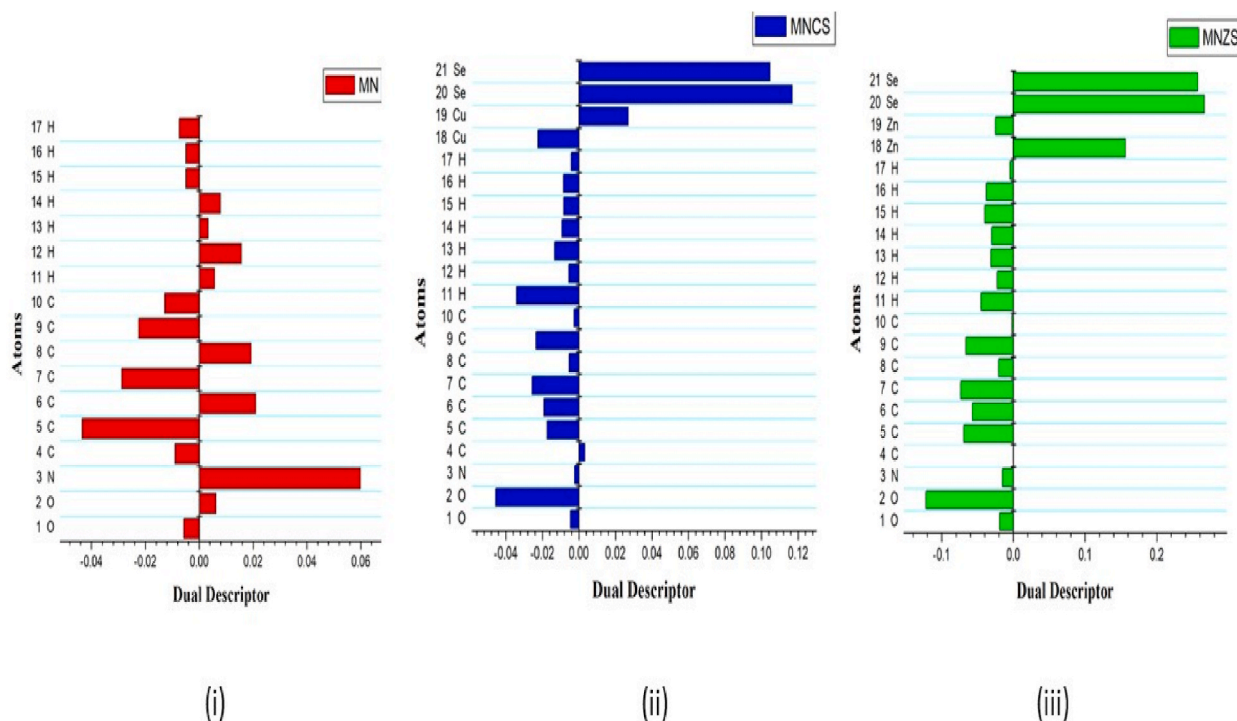 MN
17 H
16 H
15 H
14 H
13 H
12 H
11 H
10 C
9 C
8 C
7 C
6 C
5 C
4 C
3 N
2 O
1 O
Atoms
-0.04 -0.02 0.00 0.02 0.04 0.06
Dual Descriptor
(i)
MNCS
21 Se
20 Se
19 Cu
18 Cu
17 H
16 H
15 H
14 H
13 H
12 H
11 H
10 C
9 C
8 C
7 C
6 C
5 C
4 C
3 N
2 O
1 O
Atoms
-0.04 -0.02 0.00 0.02 0.04 0.06 0.08 0.10 0.12
Dual Descriptor
(ii)
MNZS
21 Se
20 Se
19 Zn
18 Zn
17 H
16 H
15 H
14 H
13 H
12 H
11 H
10 C
9 C
8 C
7 C
6 C
5 C
4 C
3 N
2 O
1 O
Atoms
-0.1 0.0 0.1 0.2
Dual Descriptor
(iii)